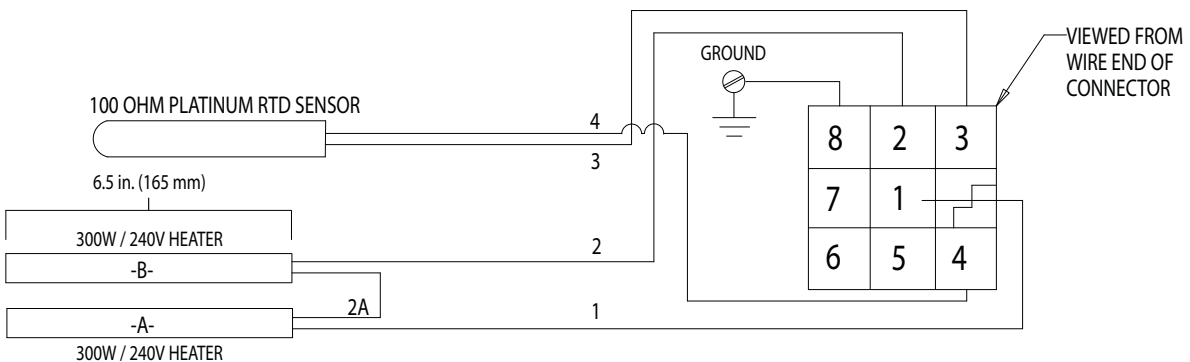 GROUND
VIEWED FROM
WIRE END OF
CONNECTOR
100 OHM PLATINUM RTD SENSOR
4
3
8 2 3
7 1
6 5 4
6.5 in. (165 mm)
300W / 240V HEATER
-B-
2
2A
1
-A-
300W / 240V HEATER